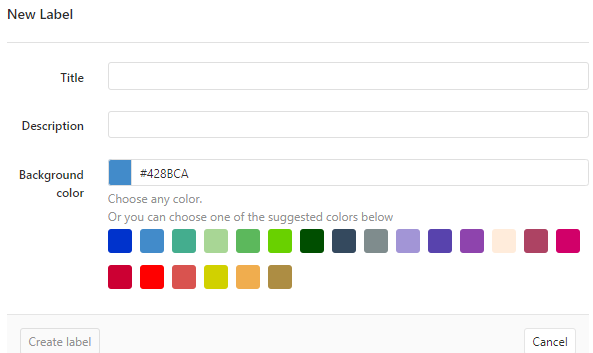 New Label
Title
Description
Background
color
#428BCA
Choose any color.
Or you can choose one of the suggested colors below
Create label
Cancel